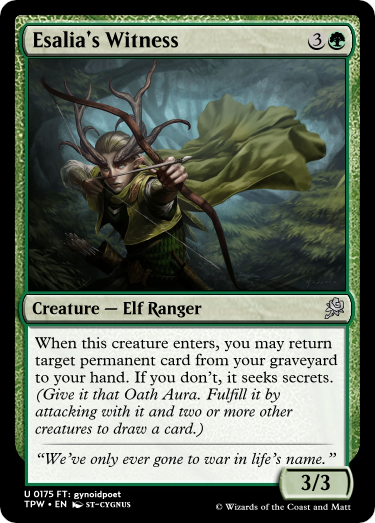 Esalia's Witness 3
Creature — Elf Ranger
When this creature enters, you may return
target permanent card from your graveyard
to your hand. If you don't, it seeks secrets.
(Give it that Oath Aura. Fulfill it by
attacking with it and two or more other
creatures to draw a card.)
“We've only ever gone to war in life's name.”
3/3
U 0175 FT: gynoidpoet
TPW • EN ST-CYGNUS
© Wizards of the Coast and Matt